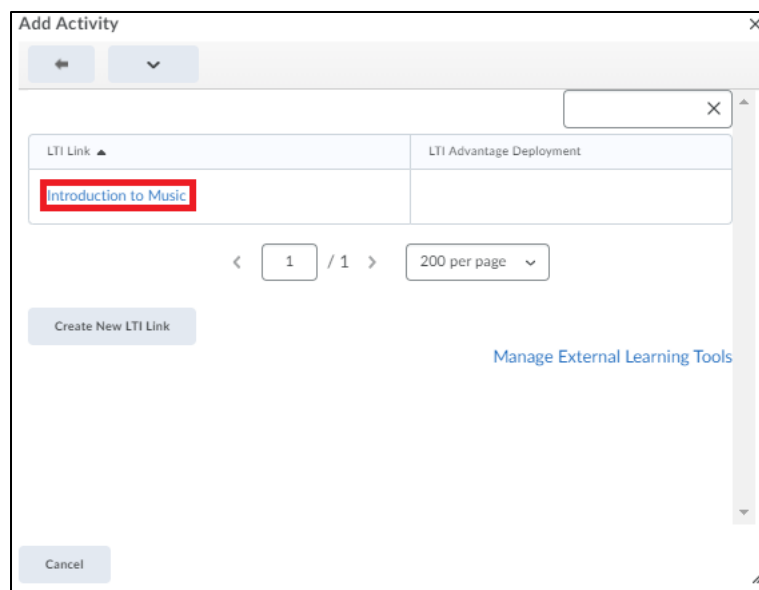 Add Activity
LTI Link
LTI Advantage Deployment
Introduction to Music
1 / 1
200 per page
Create New LTI Link
Manage External Learning Tools
Cancel